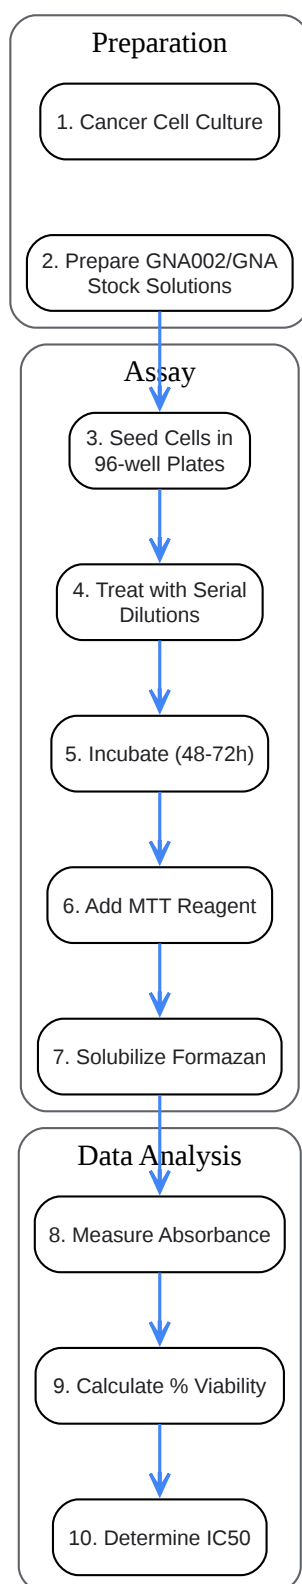 Preparation
1. Cancer Cell Culture
2. Prepare GNA002/GNA
Stock Solutions
Assay
3. Seed Cells in
96-well Plates
4. Treat with Serial
Dilutions
5. Incubate (48-72h)
6. Add MTT Reagent
7. Solubilize Formazan
Data Analysis
8. Measure Absorbance
9. Calculate % Viability
10. Determine IC50